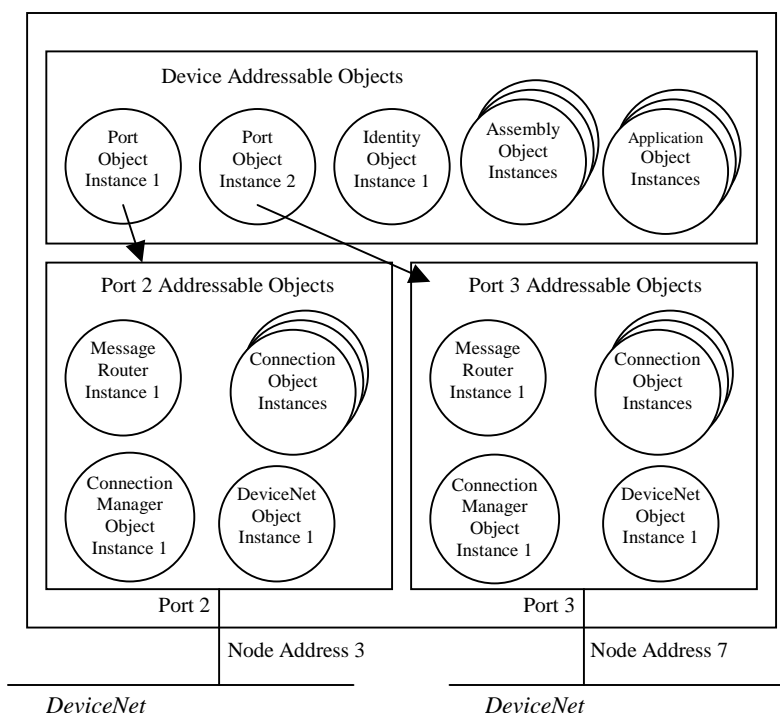 Device Addressable Objects
Port
Object
Instance 1
Port
Object
Instance 2
Identity
Object
Instance 1
Assembly
Object
Instances
Application
Object
Instances
Port 2 Addressable Objects
Message
Router
Instance 1
Connection
Object
Instances
Connection
Manager
Object
Instance 1
DeviceNet
Object
Instance 1
Port 3 Addressable Objects
Message
Router
Instance 1
Connection
Object
Instances
Connection
Manager
Object
Instance 1
DeviceNet
Object
Instance 1
Port 2
Port 3
Node Address 3
Node Address 7
DeviceNet
DeviceNet